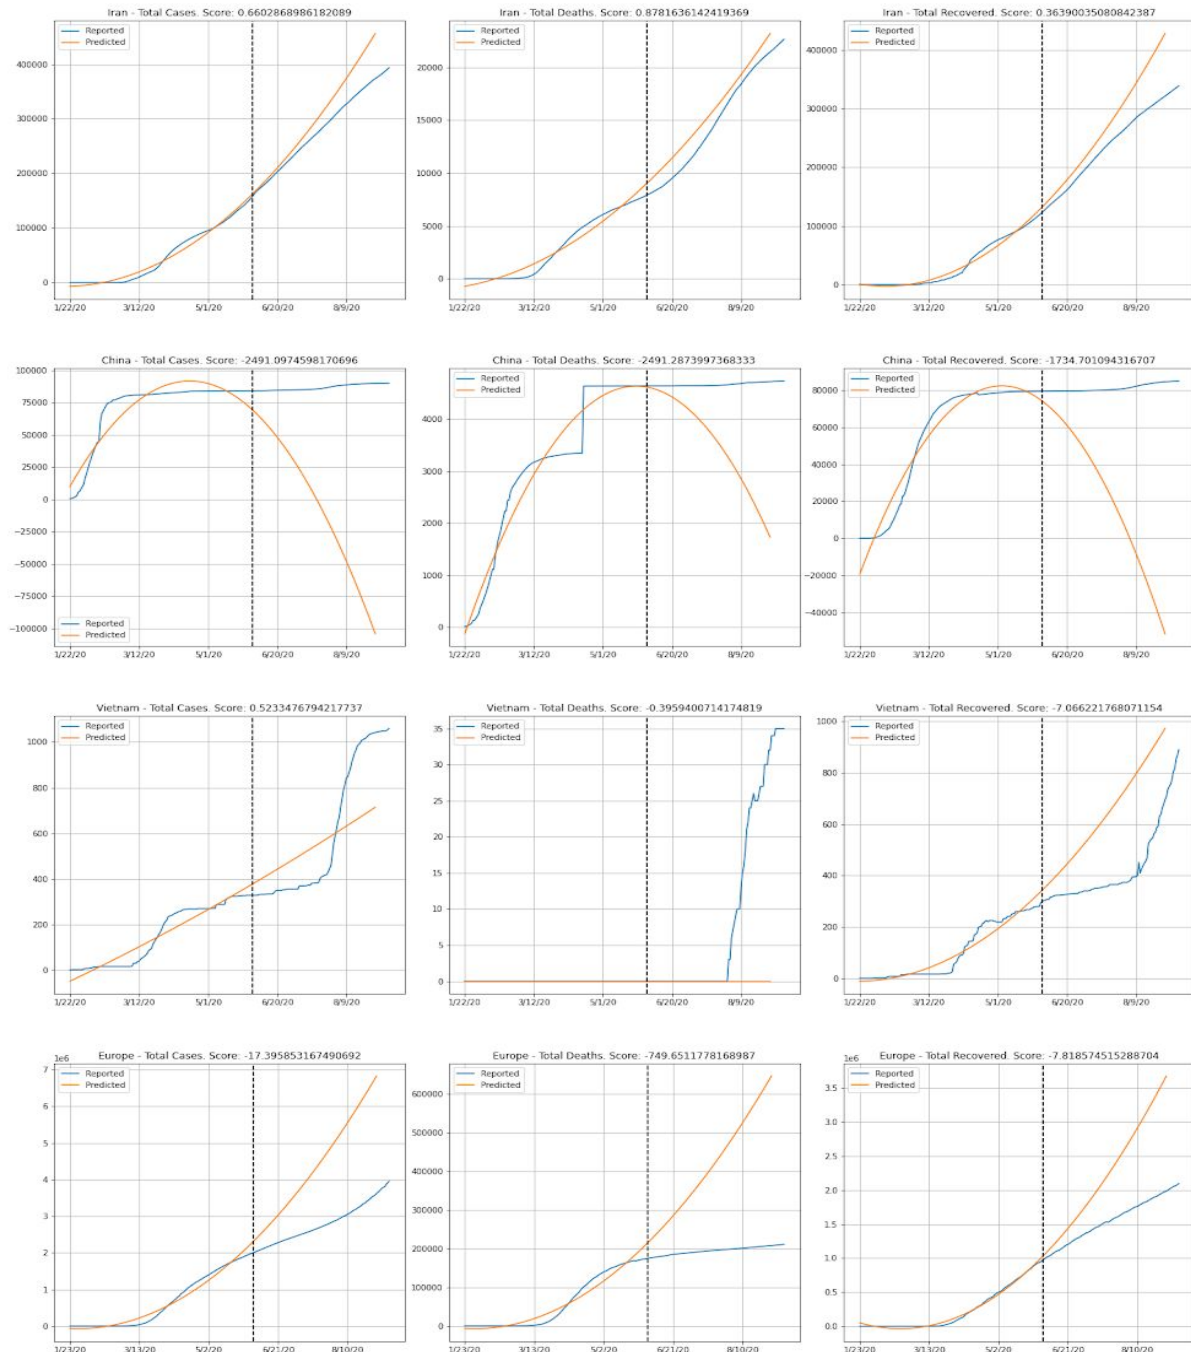 Iran - Total Cases. Score: 0.6602868986182089
Reported
Predicted
400000
300000
200000
100000
0
1/22/20 3/12/20 5/1/20 6/20/20 8/9/20
Iran - Total Deaths. Score: 0.8781636142419369
Reported
Predicted
20000
15000
10000
5000
0
1/22/20 3/12/20 5/1/20 6/20/20 8/9/20
Iran - Total Recovered. Score: 0.36390035080842387
Reported
Predicted
400000
300000
200000
100000
0
1/22/20 3/12/20 5/1/20 6/20/20 8/9/20
China - Total Cases. Score: -2491.0974598170696
100000
75000
50000
25000
0
−25000
−50000
−75000
−100000
Reported
Predicted
1/22/20 3/12/20 5/1/20 6/20/20 8/9/20
China - Total Deaths. Score: -2491.2873997368333
Reported
Predicted
4000
3000
2000
1000
0
1/22/20 3/12/20 5/1/20 6/20/20 8/9/20
China - Total Recovered. Score: -1734.701094316707
Reported
Predicted
80000
60000
40000
20000
0
−20000
−40000
1/22/20 3/12/20 5/1/20 6/20/20 8/9/20
Vietnam - Total Cases. Score: 0.5233476794217737
Reported
Predicted
1000
800
600
400
200
0
1/22/20 3/12/20 5/1/20 6/20/20 8/9/20
Vietnam - Total Deaths. Score: -0.3959400714174819
Reported
Predicted
35
30
25
20
15
10
5
0
1/22/20 3/12/20 5/1/20 6/20/20 8/9/20
Vietnam - Total Recovered. Score: -7.066221768071154
Reported
Predicted
1000
800
600
400
200
0
1/22/20 3/12/20 5/1/20 6/20/20 8/9/20
Europe - Total Cases. Score: -17.395853167490692
1e6
Reported
Predicted
7
6
5
4
3
2
1
0
1/23/20 3/13/20 5/2/20 6/21/20 8/10/20
Europe - Total Deaths. Score: -749.6511778168987
Reported
Predicted
600000
500000
400000
300000
200000
100000
0
1/23/20 3/13/20 5/2/20 6/21/20 8/10/20
Europe - Total Recovered. Score: -7.818574515288704
1e6
Reported
Predicted
3.5
3.0
2.5
2.0
1.5
1.0
0.5
0.0
1/23/20 3/13/20 5/2/20 6/21/20 8/10/20